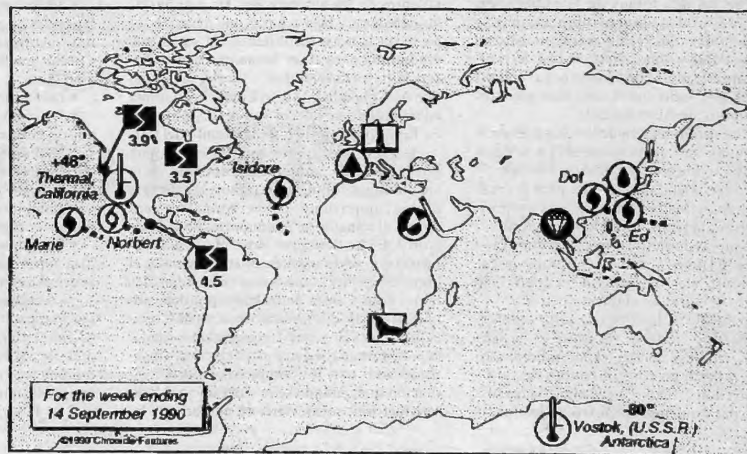 3.9
3.5
+48°
Thermal,
California
Isidore
Dot
Ed
Marie
Norbert
4.5
For the week ending
14 September 1990
©1990 Chronicle Features
-80°
Vostok, (U.S.S.R.)
Antarctica